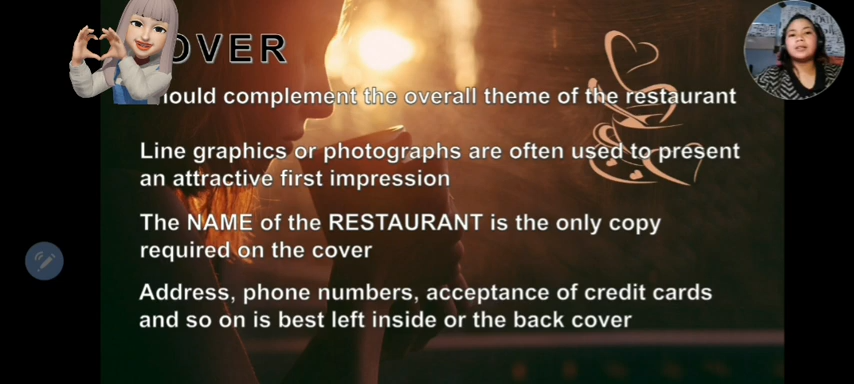 OVER
ould complement the overall theme of the restaurant
Line graphics or photographs are often used to present
an attractive first impression
The NAME of the RESTAURANT is the only copy
required on the cover
Address, phone numbers, acceptance of credit cards
and so on is best left inside or the back cover